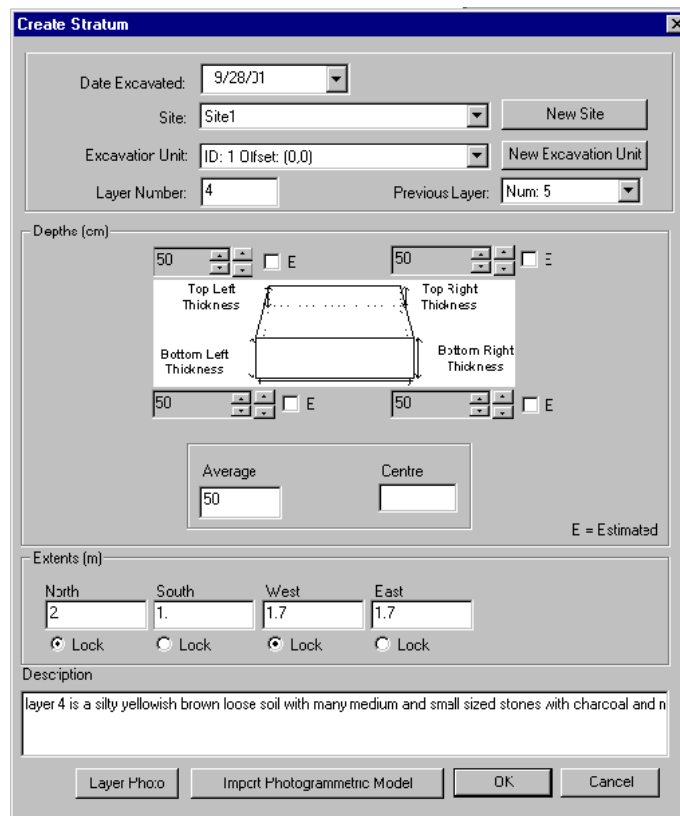 Create Stratum
Date Excavated: 9/28/01
Site: Site1 New Site
Excavation Unit: ID: 1 Offset: (0,0) New Excavation Unit
Layer Number: 4 Previous Layer: Num: 5
Depths (cm)
50 E 50 E
Top Left Thickness
Top Right Thickness
Bottom Left Thickness
Bottom Right Thickness
50 E 50 E
Average Centre
50
E = Estimated
Extents (m)
North South West East
2 1. 1.7 1.7
Lock Lock Lock Lock
Description
layer 4 is a silty yellowish brown loose soil with many medium and small sized stones with charcoal and
Layer Photo Import Photogrammetric Model OK Cancel